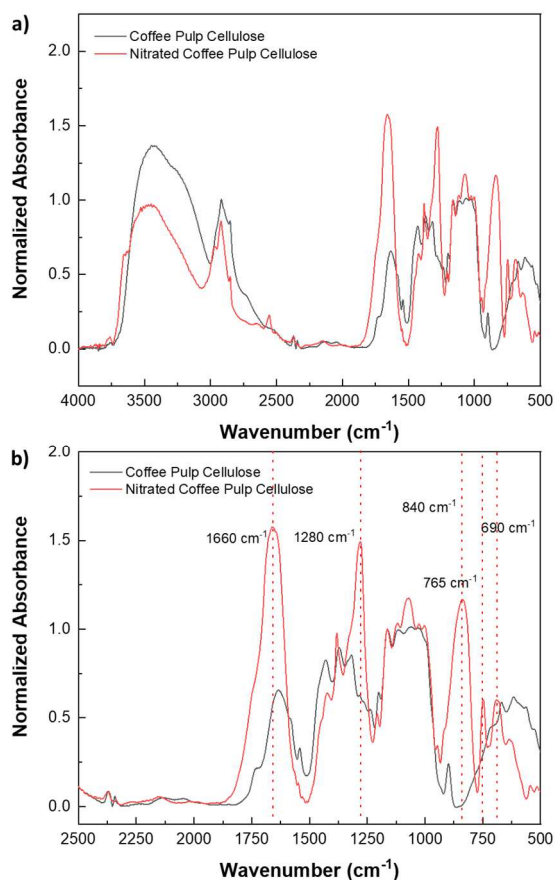 a)
Coffee Pulp Cellulose
Nitrated Coffee Pulp Cellulose
2.0
1.5
1.0
0.5
0.0
Normalized Absorbance
4000 3500 3000 2500 2000 1500 1000 500
Wavenumber (cm⁻¹)
b)
Coffee Pulp Cellulose
Nitrated Coffee Pulp Cellulose
2.0
1.5
1.0
0.5
0.0
Normalized Absorbance
1660 cm⁻¹ 1280 cm⁻¹
840 cm⁻¹
690 cm⁻¹
765 cm⁻¹
2500 2250 2000 1750 1500 1250 1000 750 500
Wavenumber (cm⁻¹)